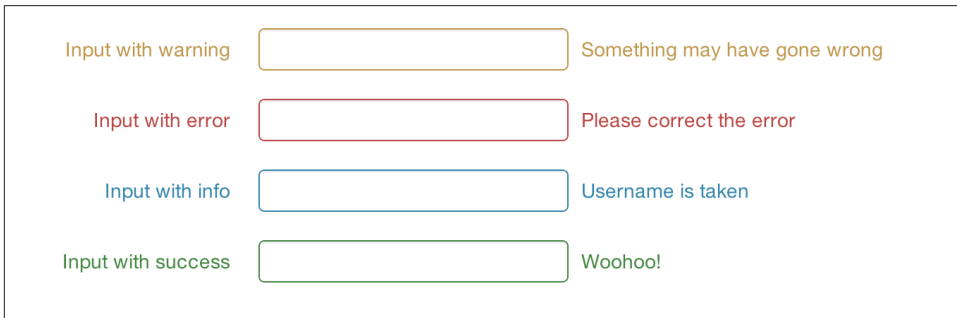 Input with warning Something may have gone wrong
Input with error Please correct the error
Input with info Username is taken
Input with success Woohoo!